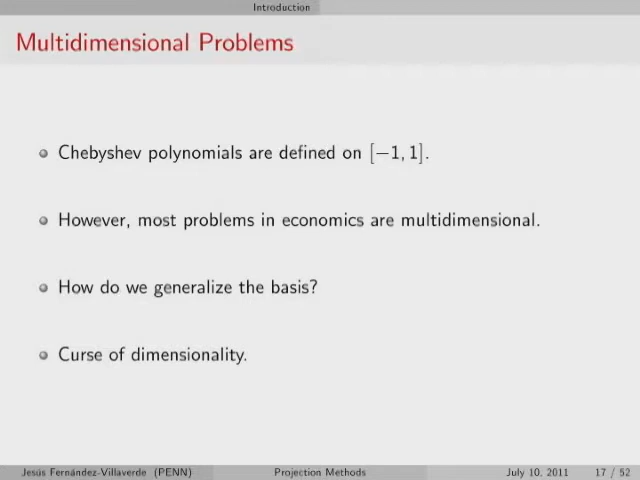 Introduction
Multidimensional Problems
Chebyshev polynomials are defined on [−1, 1].
However, most problems in economics are multidimensional.
How do we generalize the basis?
Curse of dimensionality.
Jesús Fernández-Villaverde (PENN) Projection Methods July 10, 2011 17 / 52